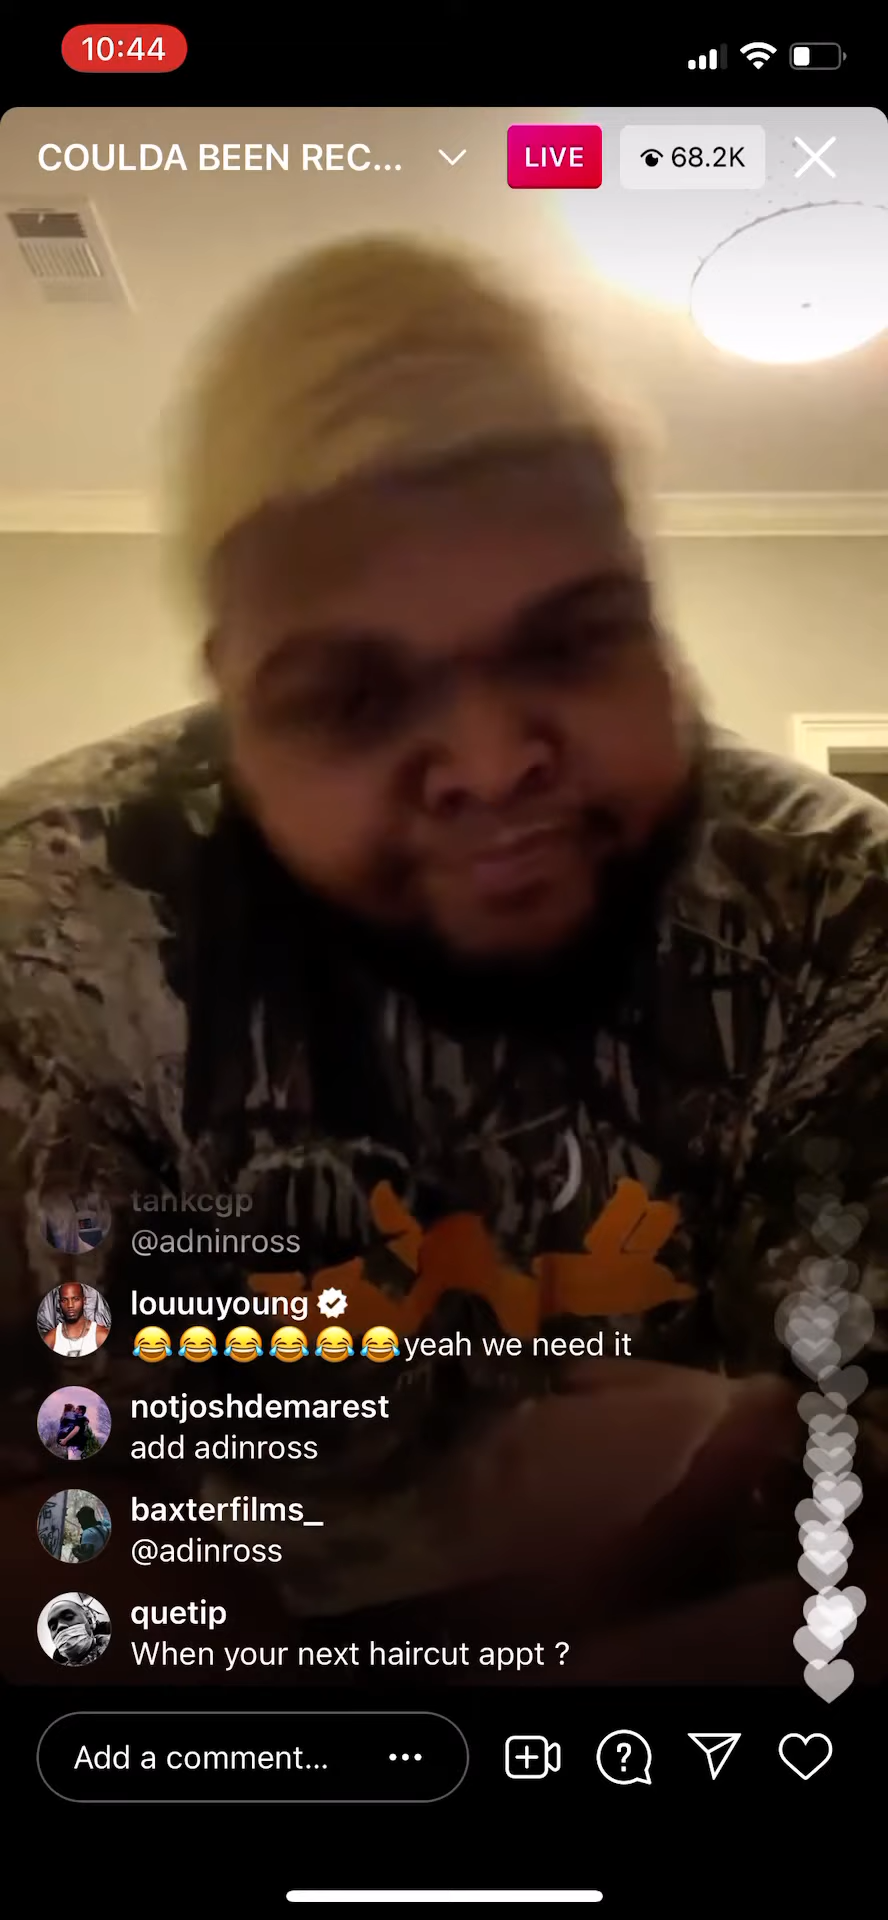 10:44
COULDA BEEN REC...
LIVE
68.2K
tankcgp
@adninross
louuuyoung
😂😂😂😂😂😂yeah we need it
notjoshdemarest
add adinross
baxterfilms_
@adinross
quetip
When your next haircut appt ?
Add a comment...